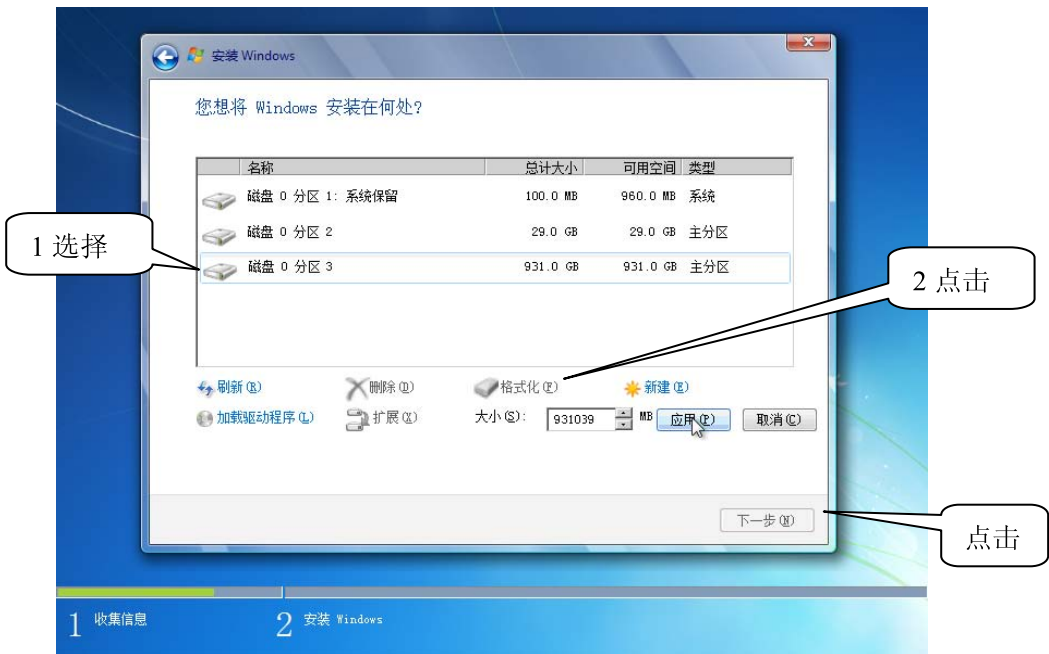 安装 Windows
您想将 Windows 安装在何处？
名称 总计大小 可用空间 类型
磁盘 0 分区 1: 系统保留 100.0 MB 960.0 MB 系统
磁盘 0 分区 2 29.0 GB 29.0 GB 主分区
1 选择
磁盘 0 分区 3 931.0 GB 931.0 GB 主分区
2 点击
刷新(R) 删除(D) 格式化(F) 新建(E)
加载驱动程序(L) 扩展(X) 大小(S): 931039 MB 应用(P) 取消(C)
下一步(N)
点击
1 收集信息 2 安装 Windows